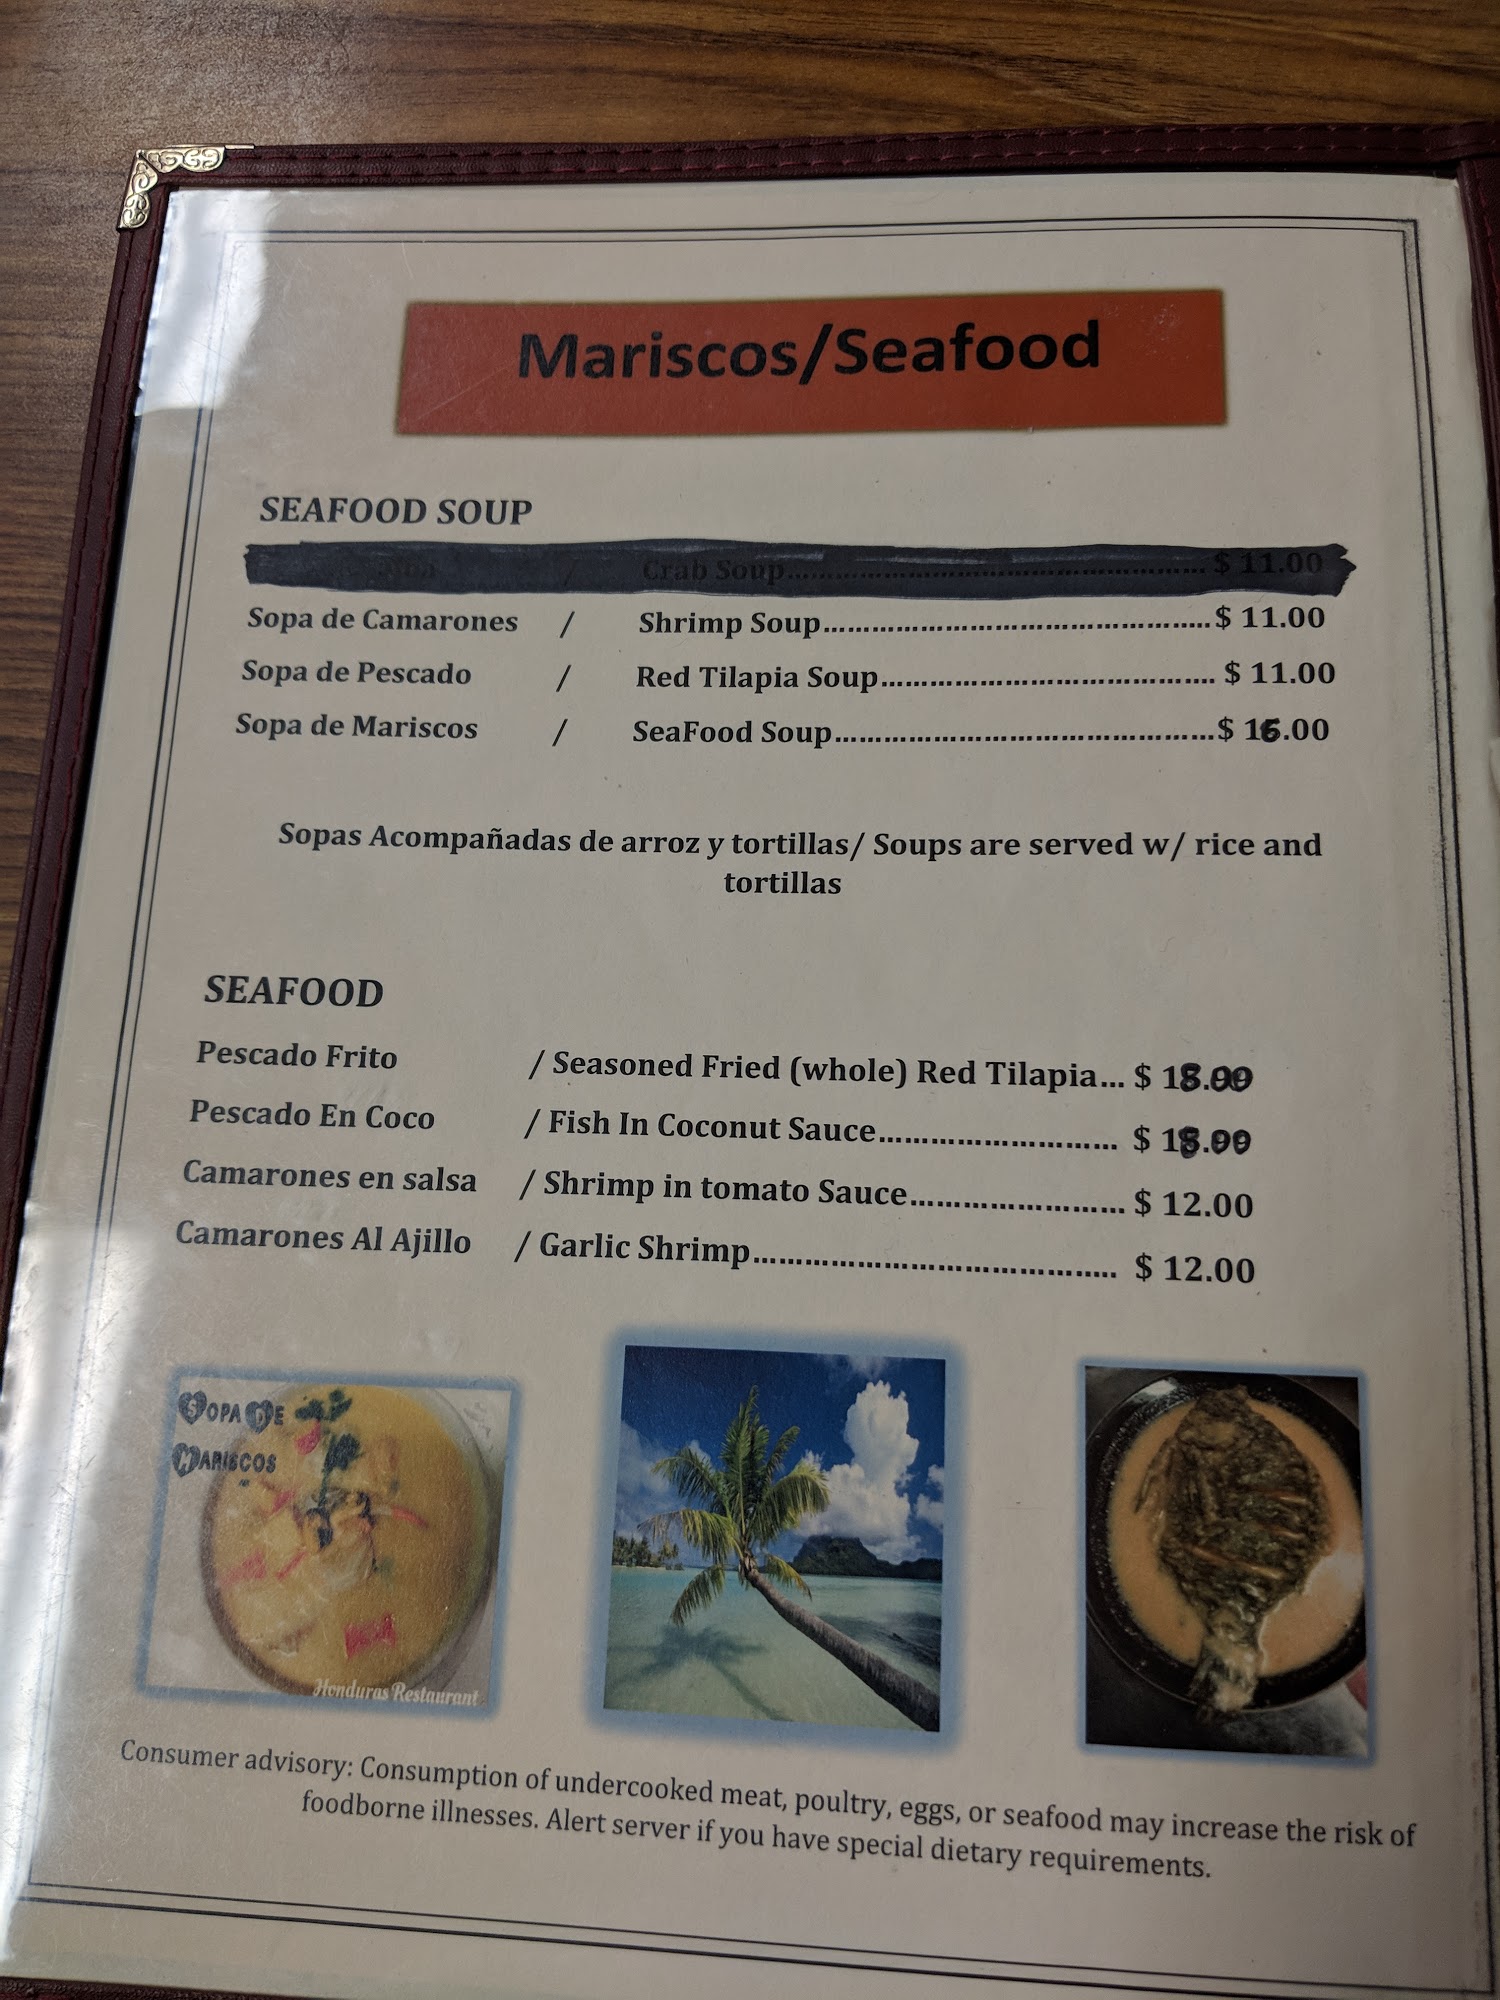 Mariscos/Seafood
SEAFOOD SOUP
/ Crab Soup................................................ $ 11.00
Sopa de Camarones / Shrimp Soup................................................ $ 11.00
Sopa de Pescado / Red Tilapia Soup.......................................... $ 11.00
Sopa de Mariscos / SeaFood Soup................................................$ 16.00
Sopas Acompañadas de arroz y tortillas/ Soups are served w/ rice and
tortillas
SEAFOOD
Pescado Frito / Seasoned Fried (whole) Red Tilapia... $ 18.99
Pescado En Coco / Fish In Coconut Sauce.............................. $ 18.99
Camarones en salsa / Shrimp in tomato Sauce........................... $ 12.00
Camarones Al Ajillo / Garlic Shrimp.............................................. $ 12.00
SOPA DE
MARISCOS
Honduras Restaurant
Consumer advisory: Consumption of undercooked meat, poultry, eggs, or seafood may increase the risk of
foodborne illnesses. Alert server if you have special dietary requirements.